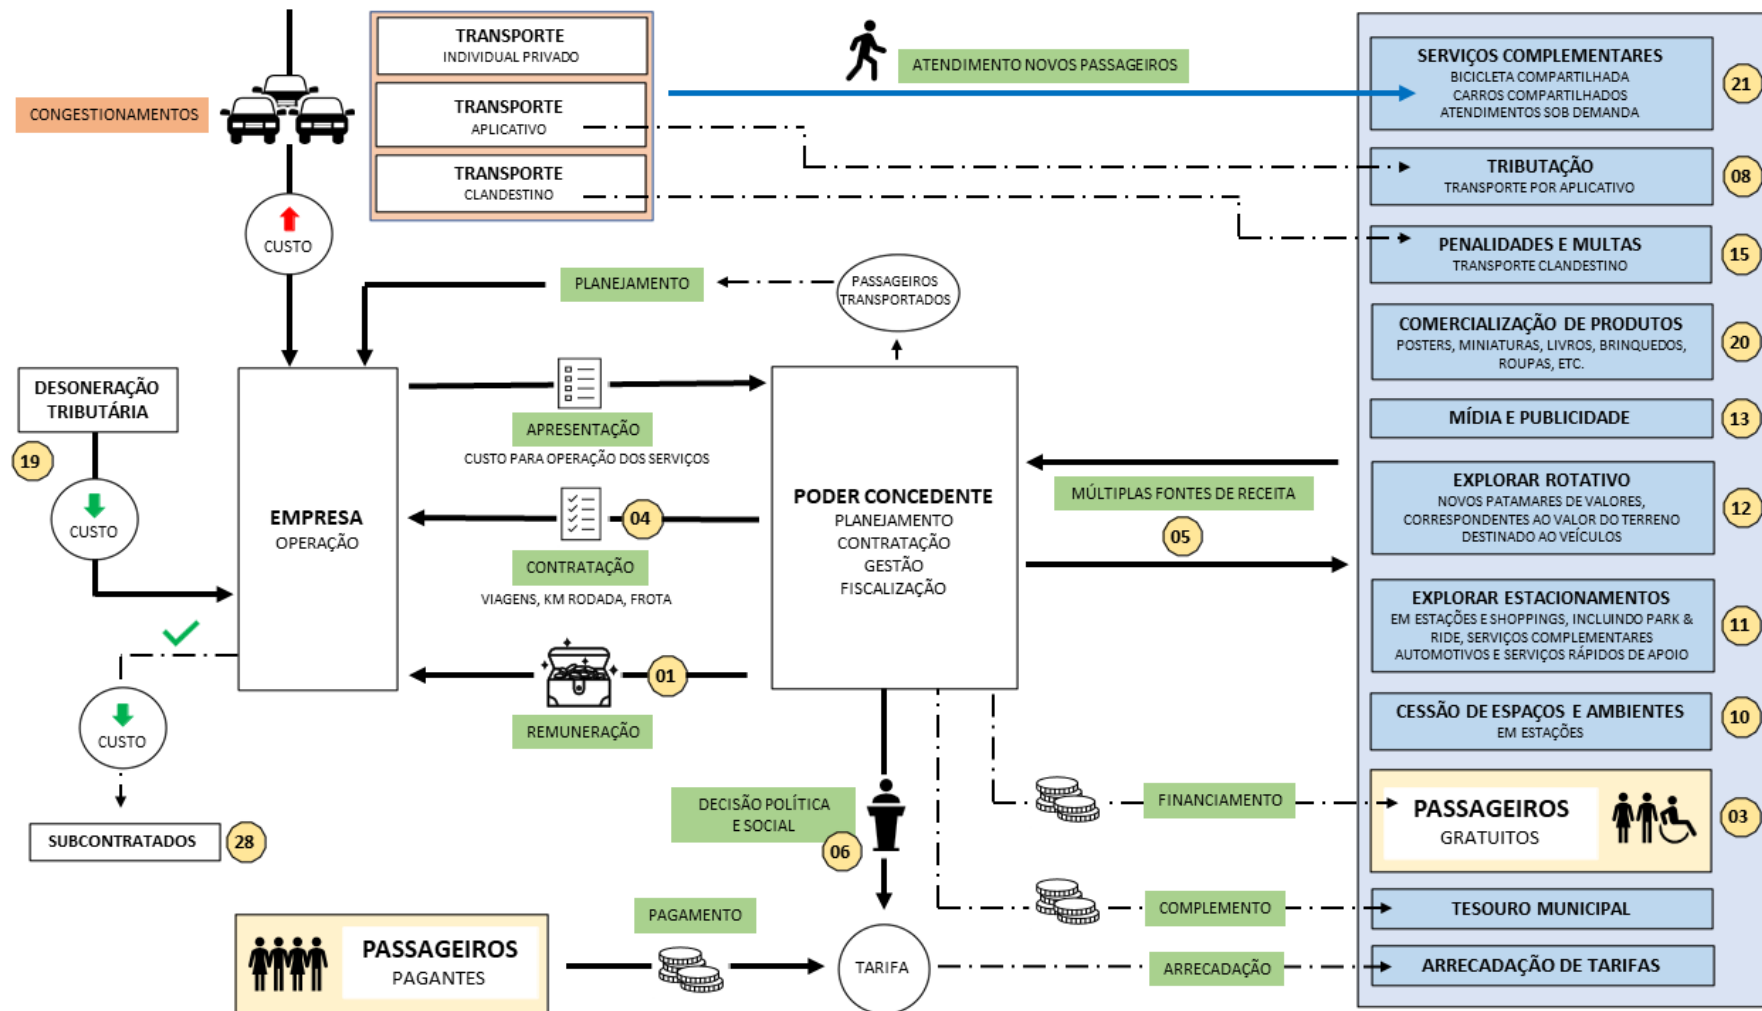 CONGESTIONAMENTOS
CUSTO
TRANSPORTE
INDIVIDUAL PRIVADO
TRANSPORTE
APLICATIVO
TRANSPORTE
CLANDESTINO
ATENDIMENTO NOVOS PASSAGEIROS
SERVIÇOS COMPLEMENTARES
BICICLETA COMPARTILHADA
CARROS COMPARTILHADOS
ATENDIMENTOS SOB DEMANDA
21
TRIBUTAÇÃO
TRANSPORTE POR APLICATIVO
08
PENALIDADES E MULTAS
TRANSPORTE CLANDESTINO
15
COMERCIALIZAÇÃO DE PRODUTOS
POSTERS, MINIATURAS, LIVROS, BRINQUEDOS,
ROUPAS, ETC.
20
MÍDIA E PUBLICIDADE
13
EXPLORAR ROTATIVO
NOVOS PATAMARES DE VALORES,
CORRESPONDENTES AO VALOR DO TERRENO
DESTINADO AO VEÍCULOS
12
EXPLORAR ESTACIONAMENTOS
EM ESTAÇÕES E SHOPPINGS, INCLUINDO PARK &
RIDE, SERVIÇOS COMPLEMENTARES
AUTOMOTIVOS E SERVIÇOS RÁPIDOS DE APOIO
11
CESSÃO DE ESPAÇOS E AMBIENTES
EM ESTAÇÕES
10
PASSAGEIROS
GRATUITOS
03
TESOURO MUNICIPAL
ARRECADAÇÃO DE TARIFAS
PLANEJAMENTO
PASSAGEIROS
TRANSPORTADOS
DESONERAÇÃO
TRIBUTÁRIA
19
CUSTO
EMPRESA
OPERAÇÃO
APRESENTAÇÃO
CUSTO PARA OPERAÇÃO DOS SERVIÇOS
04
CONTRATAÇÃO
VIAGENS, KM RODADA, FROTA
01
REMUNERAÇÃO
PODER CONCEDENTE
PLANEJAMENTO
CONTRATAÇÃO
GESTÃO
FISCALIZAÇÃO
MÚLTIPLAS FONTES DE RECEITA
05
CUSTO
SUBCONTRATADOS
28
DECISÃO POLÍTICA
E SOCIAL
06
FINANCIAMENTO
COMPLEMENTO
PASSAGEIROS
PAGANTES
PAGAMENTO
TARIFA
ARRECADAÇÃO